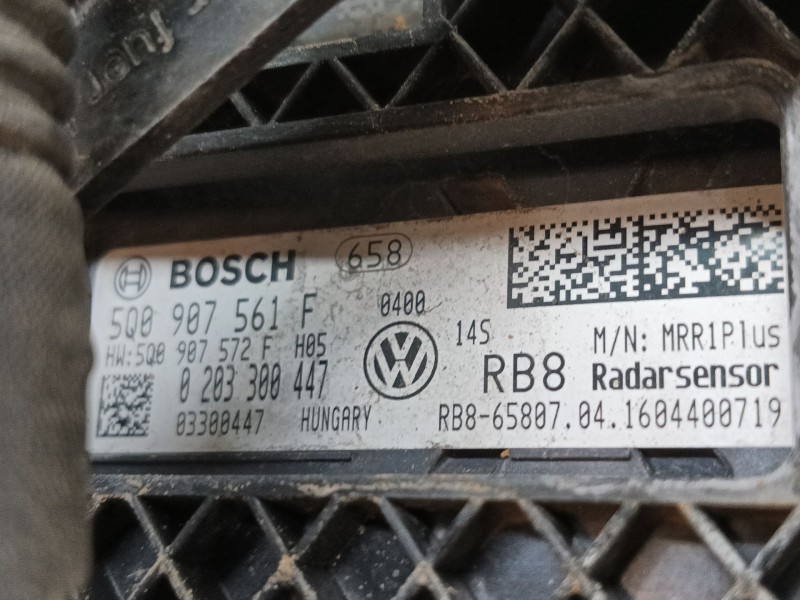 BOSCH 658
5Q0 907 561 F 0400
HW:5Q0 907 572 F H05 14S M/N: MRR1Plus
0 203 300 447 RB8 Radarsensor
03300447 HUNGARY RB8-65807.04.1604400719